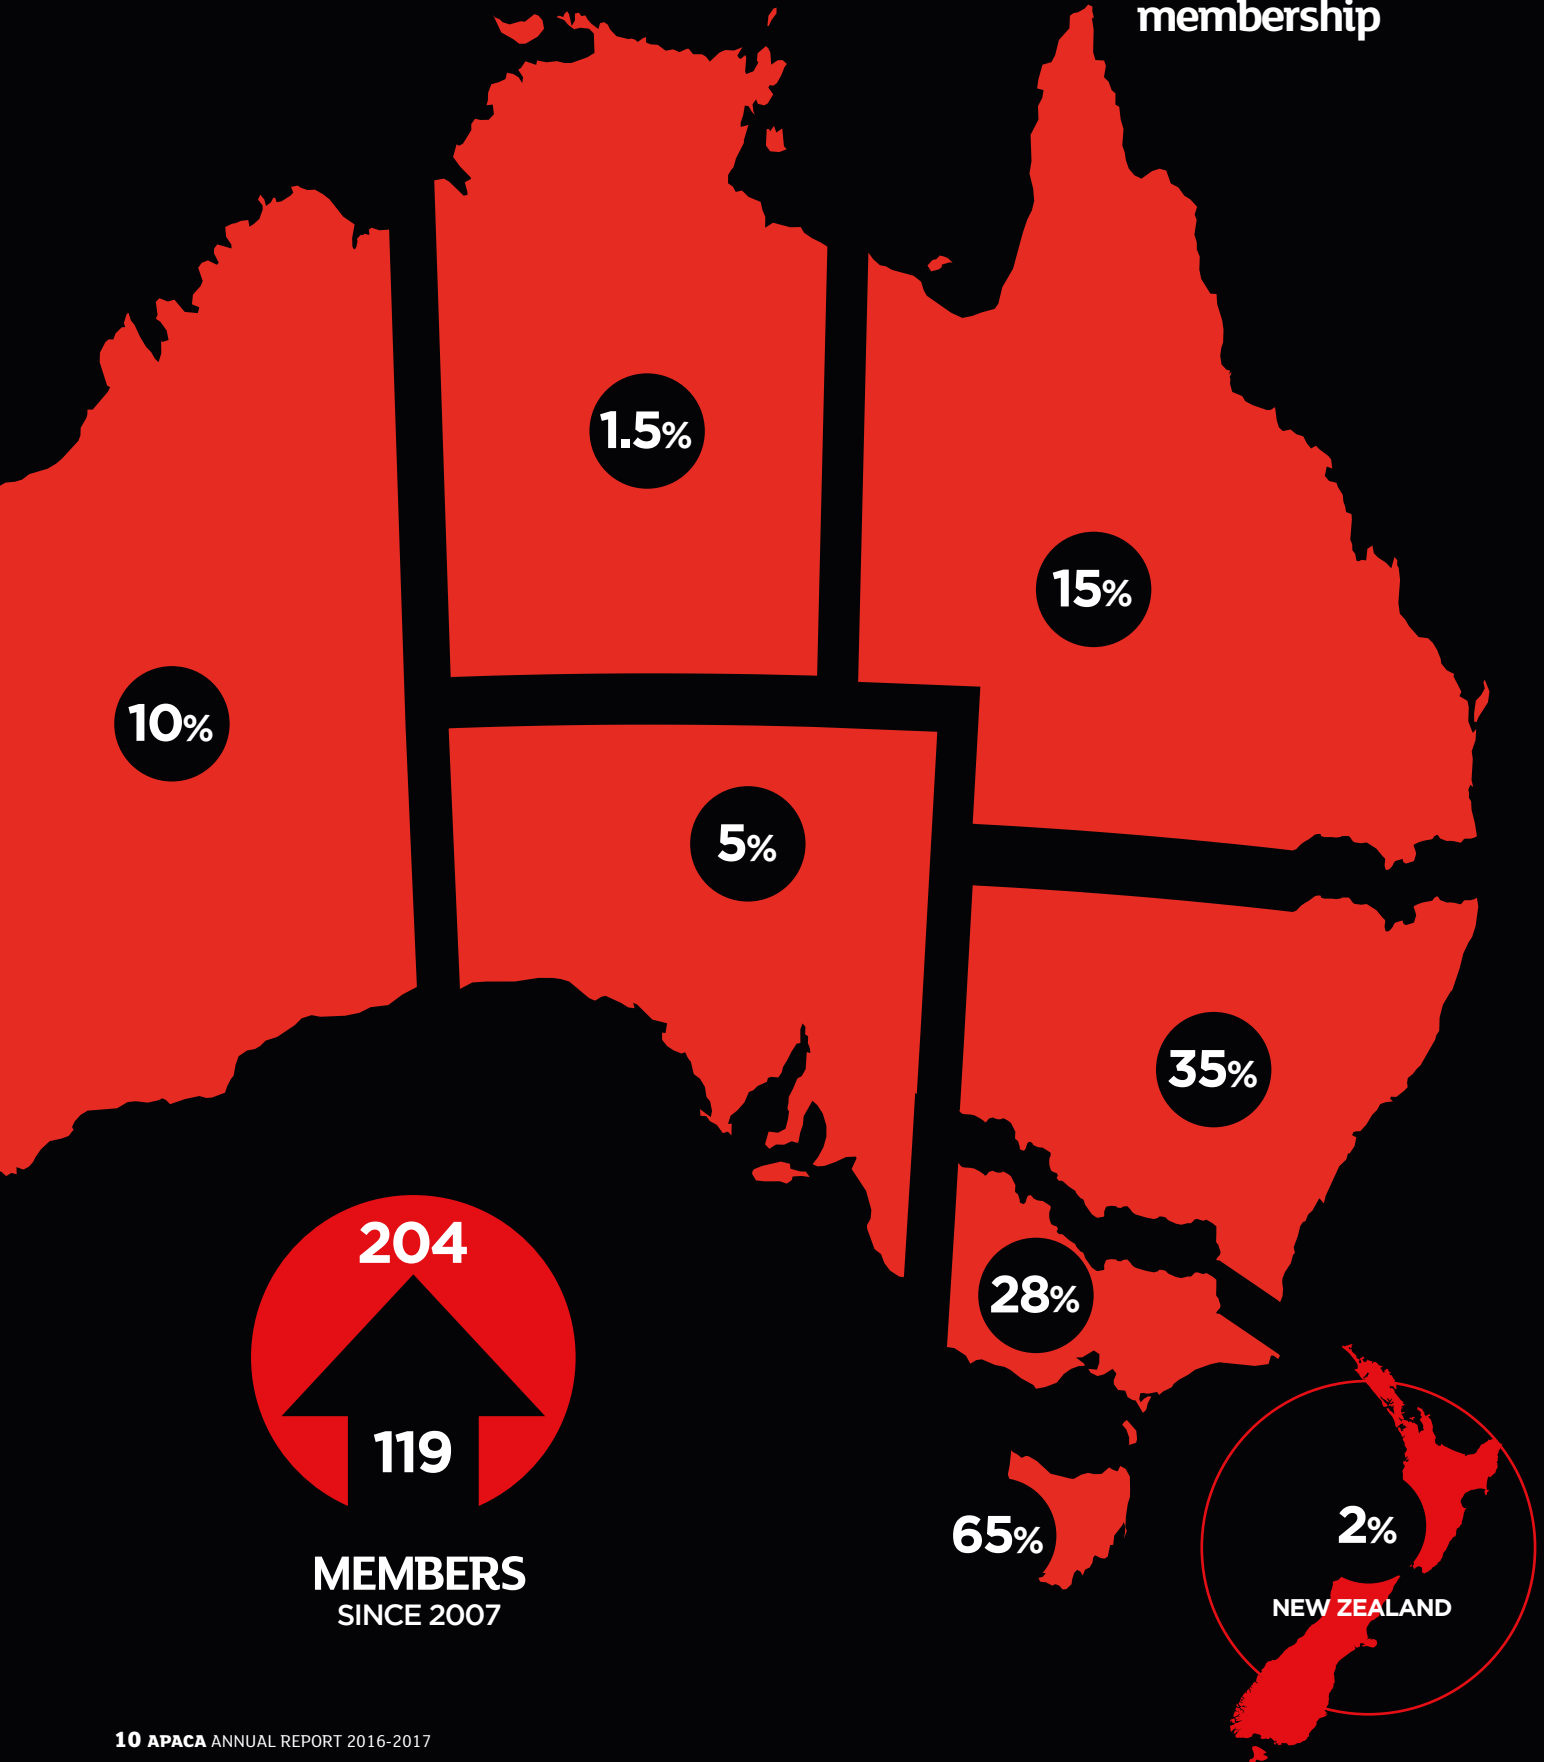 membership
1.5%
15%
10%
5%
35%
28%
65%
2%
NEW ZEALAND
204
119
MEMBERS
SINCE 2007
10 APACA ANNUAL REPORT 2016-2017